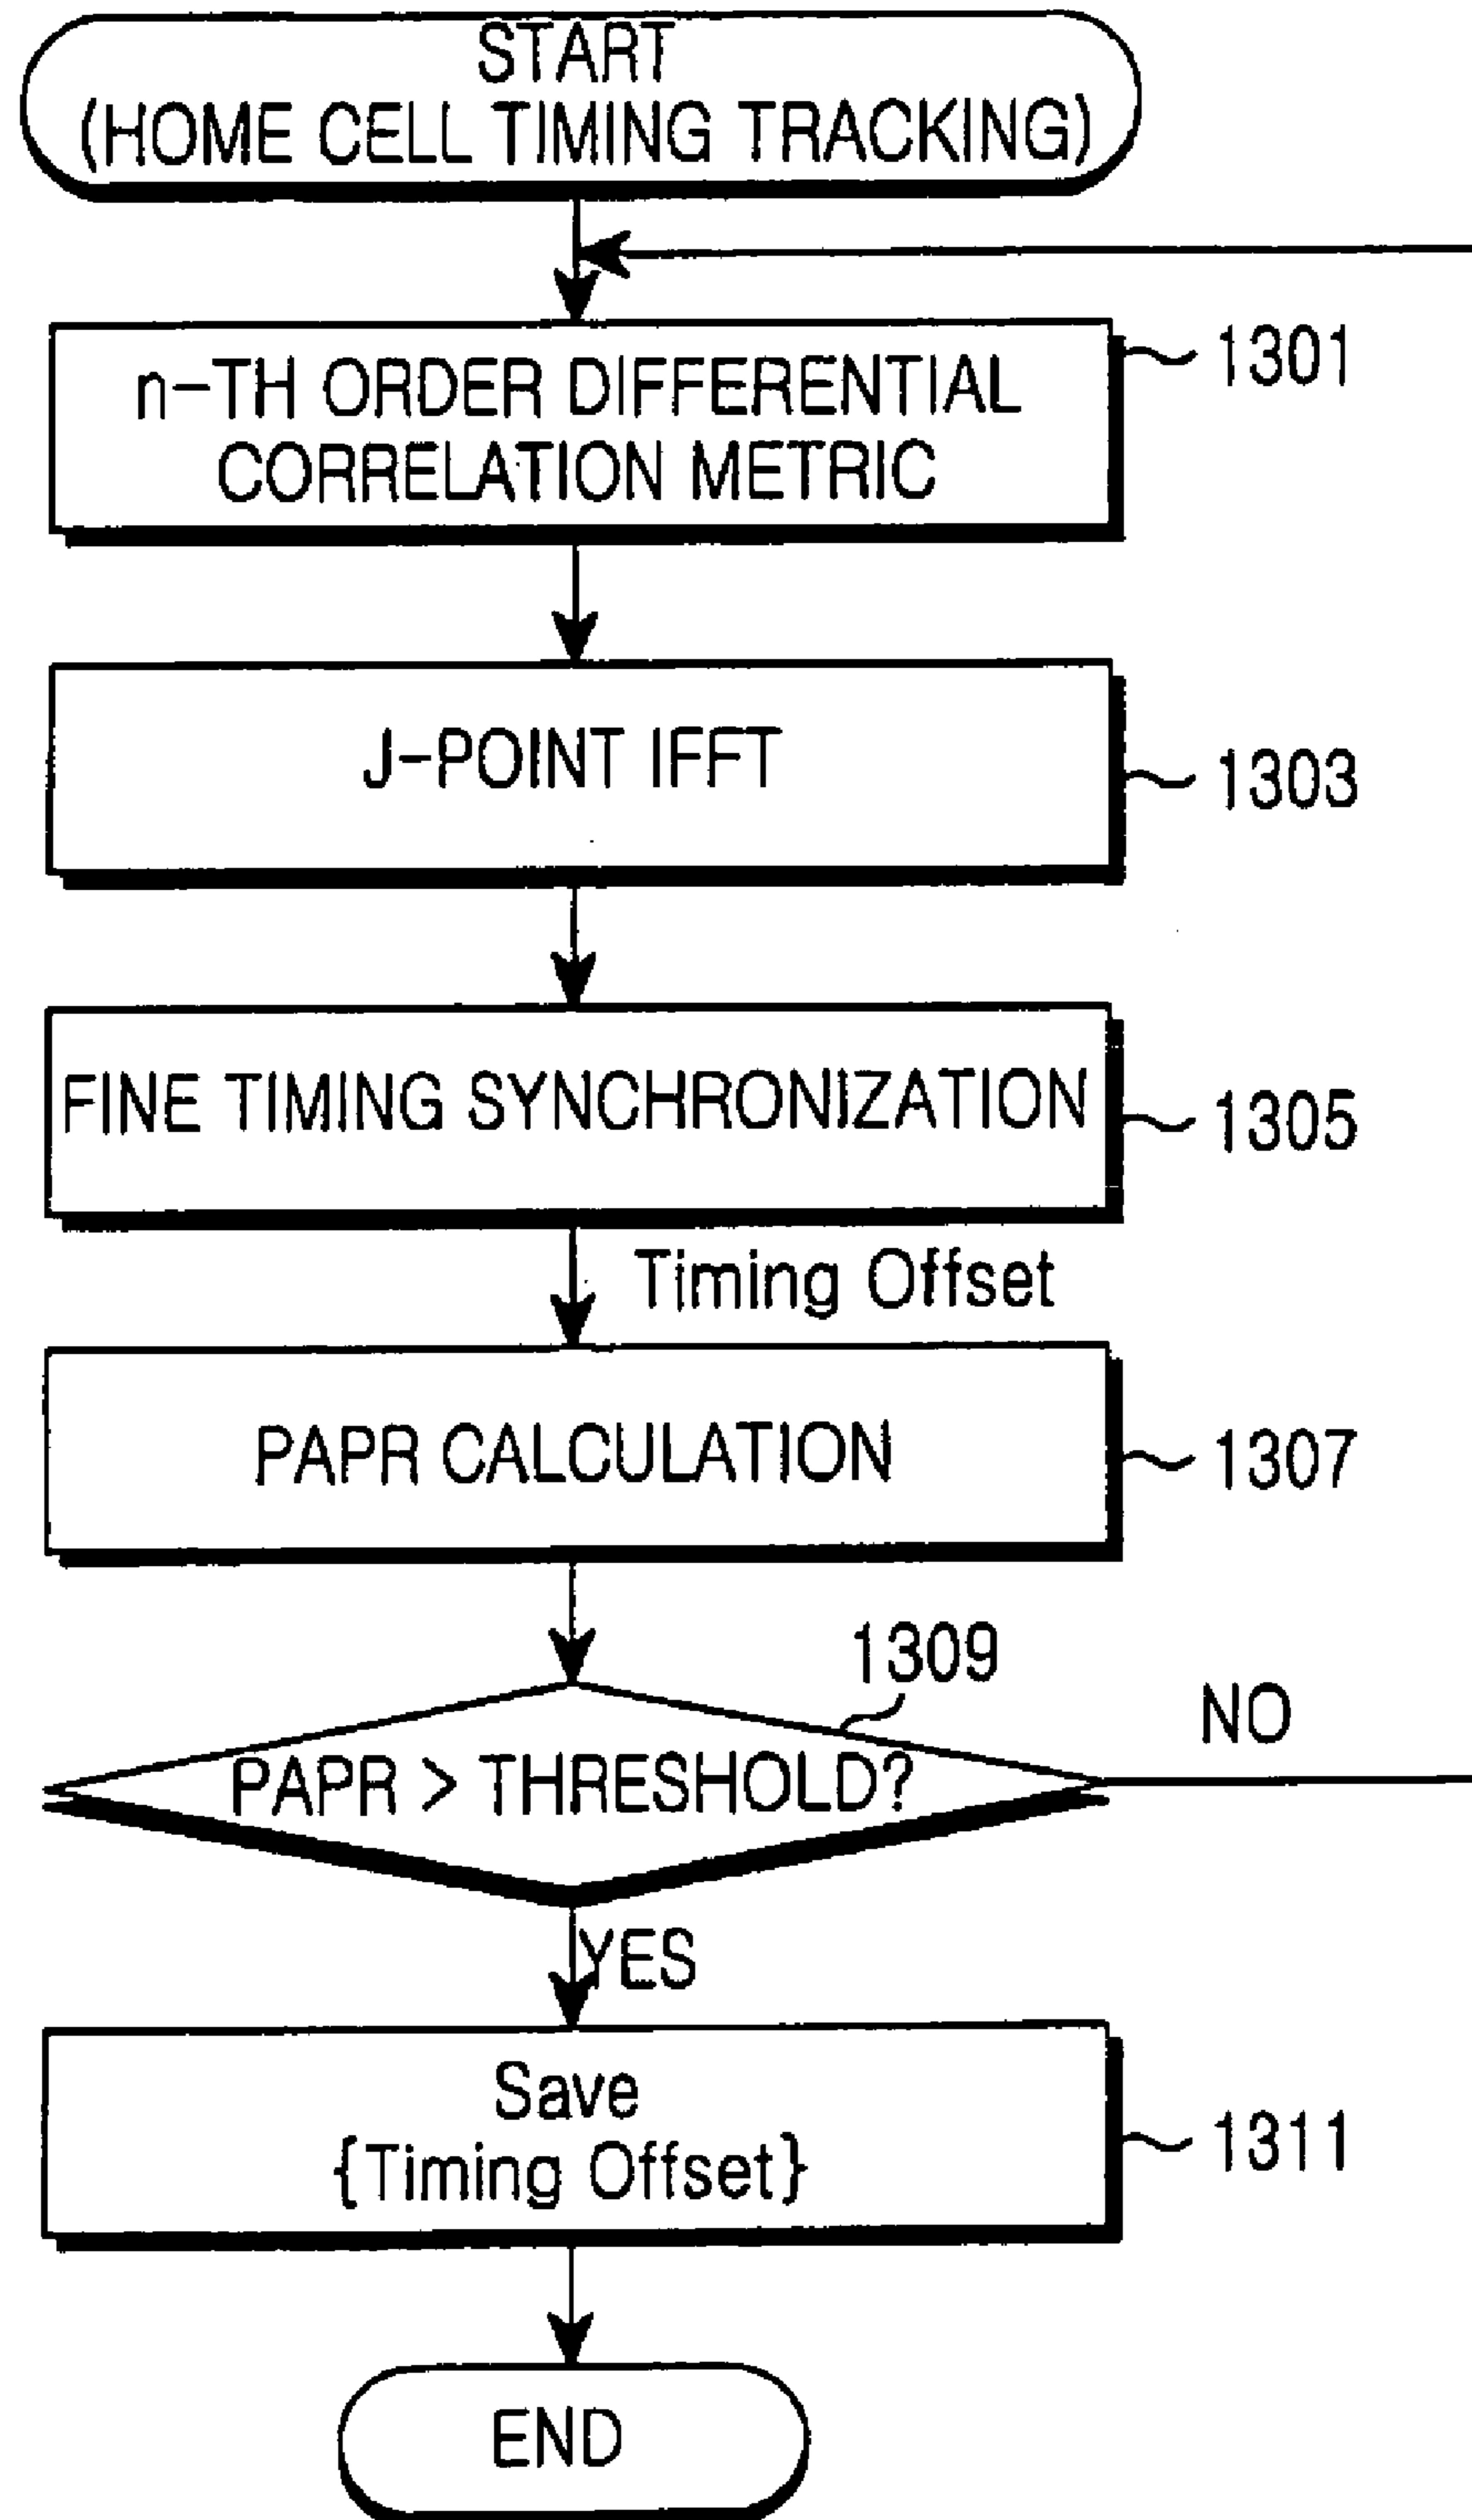 START
(HOME CELL TIMING TRACKING)
n-TH ORDER DIFFERENTIAL
CORRELATION METRIC
1301
J-POINT IFFT
1303
FINE TIMING SYNCHRONIZATION
1305
Timing Offset
PAPR CALCULATION
1307
1309
PAPR > THRESHOLD?
NO
YES
Save
{Timing Offset}
1311
END